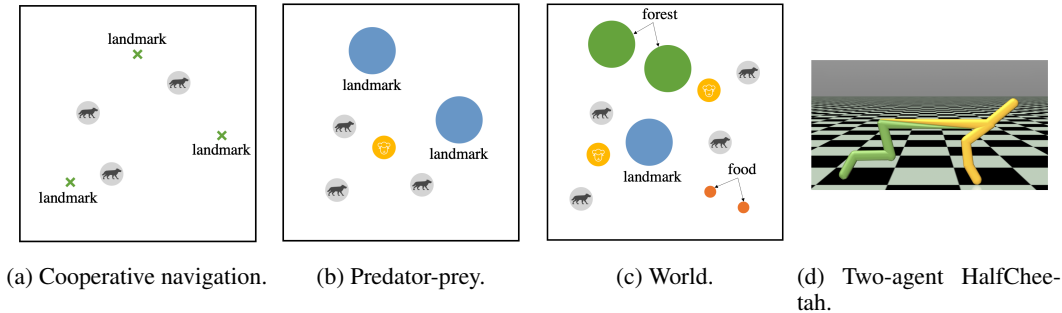 landmark
landmark
landmark
(a) Cooperative navigation.
landmark
landmark
(b) Predator-prey.
forest
landmark
food
(c) World.
(d) Two-agent HalfChee-
tah.